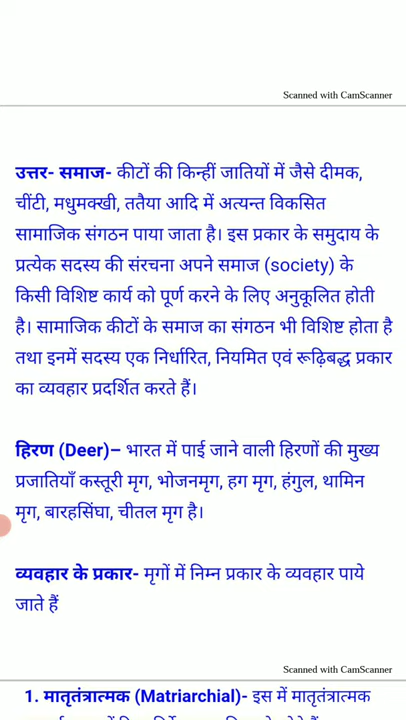 Scanned with CamScanner
उत्तर- समाज- कीटों की किन्हीं जातियों में जैसे दीमक,
चींटी, मधुमक्खी, ततैया आदि में अत्यन्त विकसित
सामाजिक संगठन पाया जाता है। इस प्रकार के समुदाय के
प्रत्येक सदस्य की संरचना अपने समाज (society) के
किसी विशिष्ट कार्य को पूर्ण करने के लिए अनुकूलित होती
है। सामाजिक कीटों के समाज का संगठन भी विशिष्ट होता है
तथा इनमें सदस्य एक निर्धारित, नियमित एवं रूढ़िबद्ध प्रकार
का व्यवहार प्रदर्शित करते हैं।
हिरण (Deer)– भारत में पाई जाने वाली हिरणों की मुख्य
प्रजातियाँ कस्तूरी मृग, भोजनमृग, हग मृग, हंगुल, थामिन
मृग, बारहसिंघा, चीतल मृग है।
व्यवहार के प्रकार- मृगों में निम्न प्रकार के व्यवहार पाये
जाते हैं
Scanned with CamScanner
1. मातृतंत्रात्मक (Matriarchial)- इस में मातृतंत्रात्मक